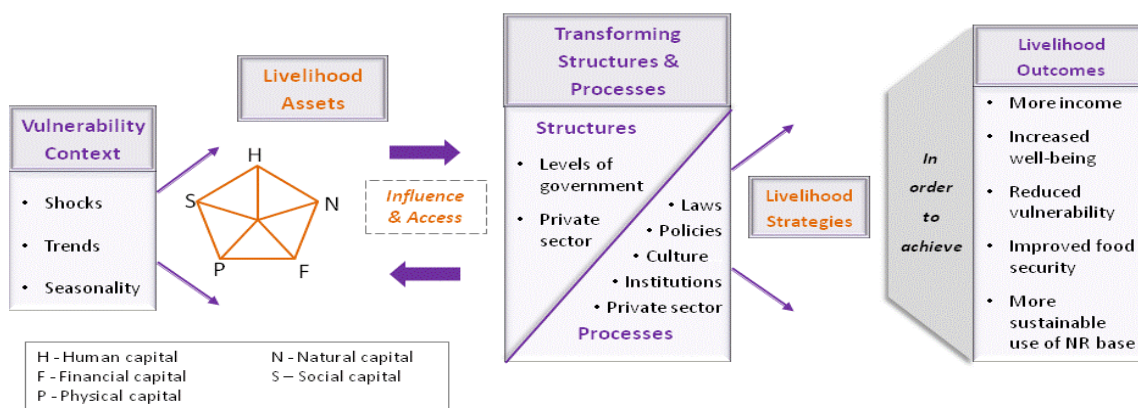 Vulnerability
Context
• Shocks
• Trends
• Seasonality
Livelihood
Assets
H
S
N
P
F
Influence
& Access
Transforming
Structures &
Processes
Structures
• Levels of
government
• Private
sector
• Laws
• Policies
• Culture
• Institutions
• Private sector
Processes
Livelihood
Strategies
In
order
to
achieve
Livelihood
Outcomes
• More income
• Increased
well-being
• Reduced
vulnerability
• Improved food
security
• More
sustainable
use of NR base
H - Human capital
F - Financial capital
P - Physical capital
N - Natural capital
S – Social capital